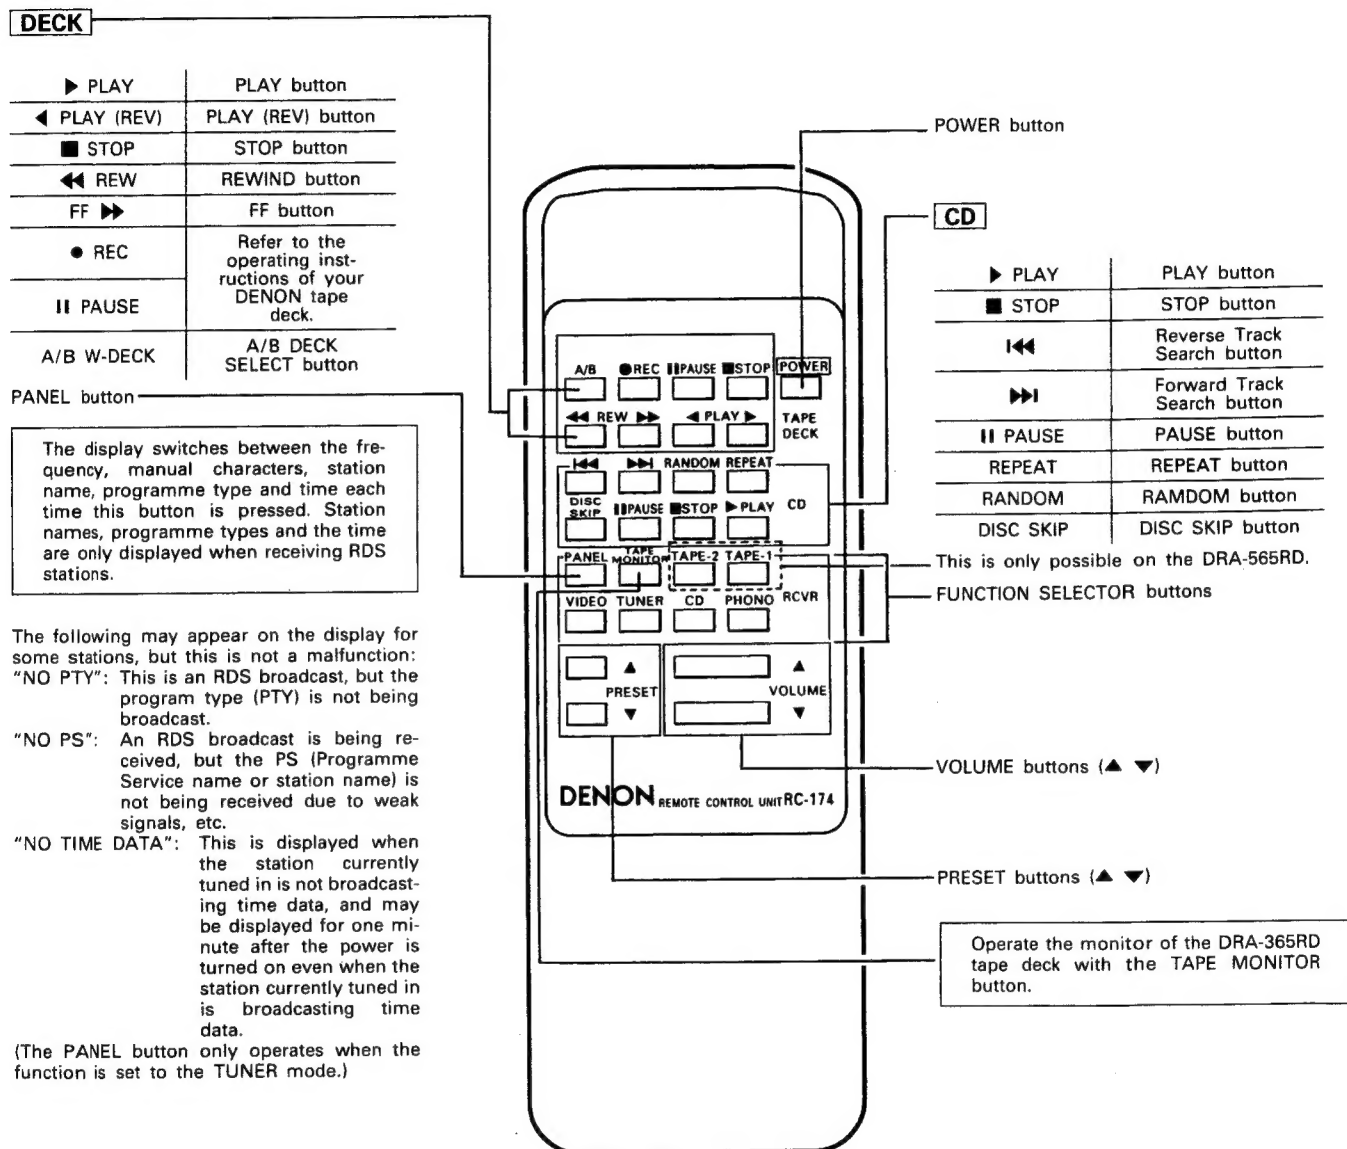 DECK
▶ PLAY PLAY button
◀ PLAY (REV) PLAY (REV) button
■ STOP STOP button
◀◀ REW REWIND button
FF ▶▶ FF button
● REC
II PAUSE
Refer to the
operating inst-
ructions of your
DENON tape
deck.
A/B W-DECK A/B DECK
SELECT button
PANEL button
The display switches between the fre-
quency, manual characters, station
name, programme type and time each
time this button is pressed. Station
names, programme types and the time
are only displayed when receiving RDS
stations.
The following may appear on the display for
some stations, but this is not a malfunction:
"NO PTY": This is an RDS broadcast, but the
program type (PTY) is not being
broadcast.
"NO PS": An RDS broadcast is being re-
ceived, but the PS (Programme
Service name or station name) is
not being received due to weak
signals, etc.
"NO TIME DATA": This is displayed when
the station currently
tuned in is not broadcast-
ing time data, and may
be displayed for one mi-
nute after the power is
turned on even when the
station currently tuned in
is broadcasting time
data.
(The PANEL button only operates when the
function is set to the TUNER mode.)
A/B ●REC IIPAUSE ■STOP POWER
◀◀ REW ▶▶ ◀ PLAY ▶ TAPE
DECK
I◀◀ ▶▶I RANDOM REPEAT
DISC
SKIP IIPAUSE ■STOP ▶PLAY CD
PANEL TAPE
MONITOR TAPE-2 TAPE-1
VIDEO TUNER CD PHONO RCVR
▲ ▲
PRESET VOLUME
▼ ▼
DENON REMOTE CONTROL UNIT RC-174
POWER button
CD
▶ PLAY PLAY button
■ STOP STOP button
I◀◀ Reverse Track
Search button
▶▶I Forward Track
Search button
II PAUSE PAUSE button
REPEAT REPEAT button
RANDOM RAMDOM button
DISC SKIP DISC SKIP button
This is only possible on the DRA-565RD.
FUNCTION SELECTOR buttons
VOLUME buttons (▲ ▼)
PRESET buttons (▲ ▼)
Operate the monitor of the DRA-365RD
tape deck with the TAPE MONITOR
button.